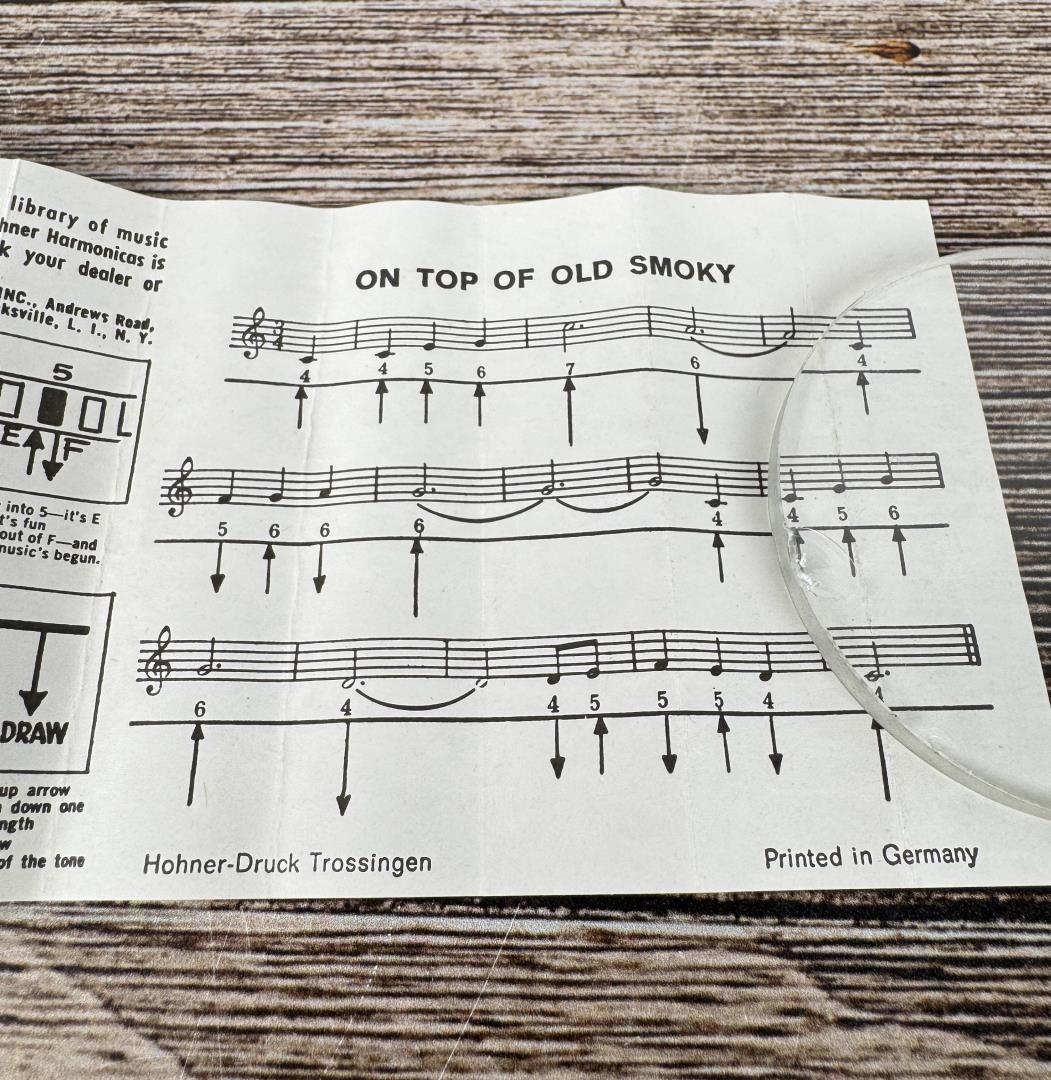 library of music
hner Harmonicas is
k your dealer or
INC., Andrews Road,
ksville, L. I., N. Y.
5
E F
into 5—it's E
t's fun
out of F—and
music's begun.
DRAW
up arrow
down one
ngth
w
of the tone
ON TOP OF OLD SMOKY
3
4
4 4 5 6 7 6 4
5 6 6 6 4 4 5 6
6 4 4 5 5 5 4 4
Hohner-Druck Trossingen
Printed in Germany